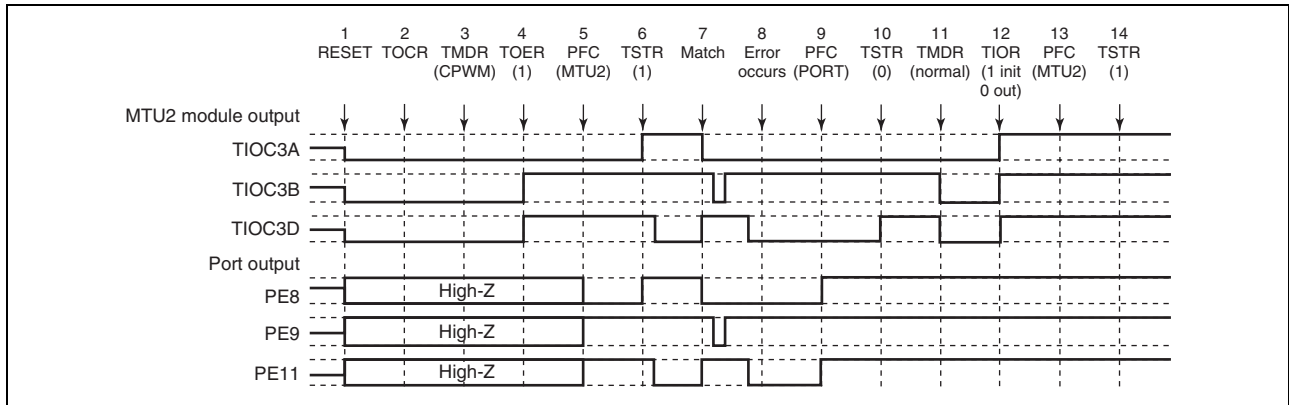 1 2 3 4 5 6 7 8 9 10 11 12 13 14
RESET TOCR TMDR TOER PFC TSTR Match Error PFC TSTR TMDR TIOR PFC TSTR
(CPWM) (1) (MTU2) (1) occurs (PORT) (0) (normal) (1 init (MTU2) (1)
0 out)
MTU2 module output
TIOC3A
TIOC3B
TIOC3D
Port output
PE8 High-Z
PE9 High-Z
PE11 High-Z